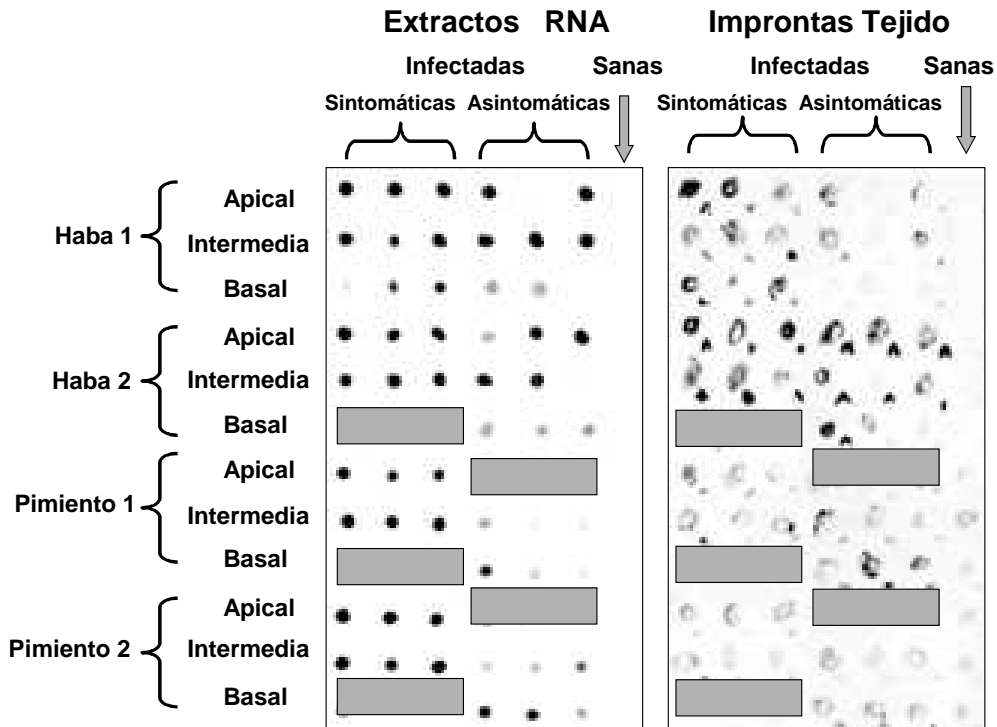 Extractos RNA
Improntas Tejido
Infectadas
Sanas
Infectadas
Sanas
Sintomáticas
Asintomáticas
Sintomáticas
Asintomáticas
Haba 1
Apical
Intermedia
Basal
Haba 2
Apical
Intermedia
Basal
Pimiento 1
Apical
Intermedia
Basal
Pimiento 2
Apical
Intermedia
Basal